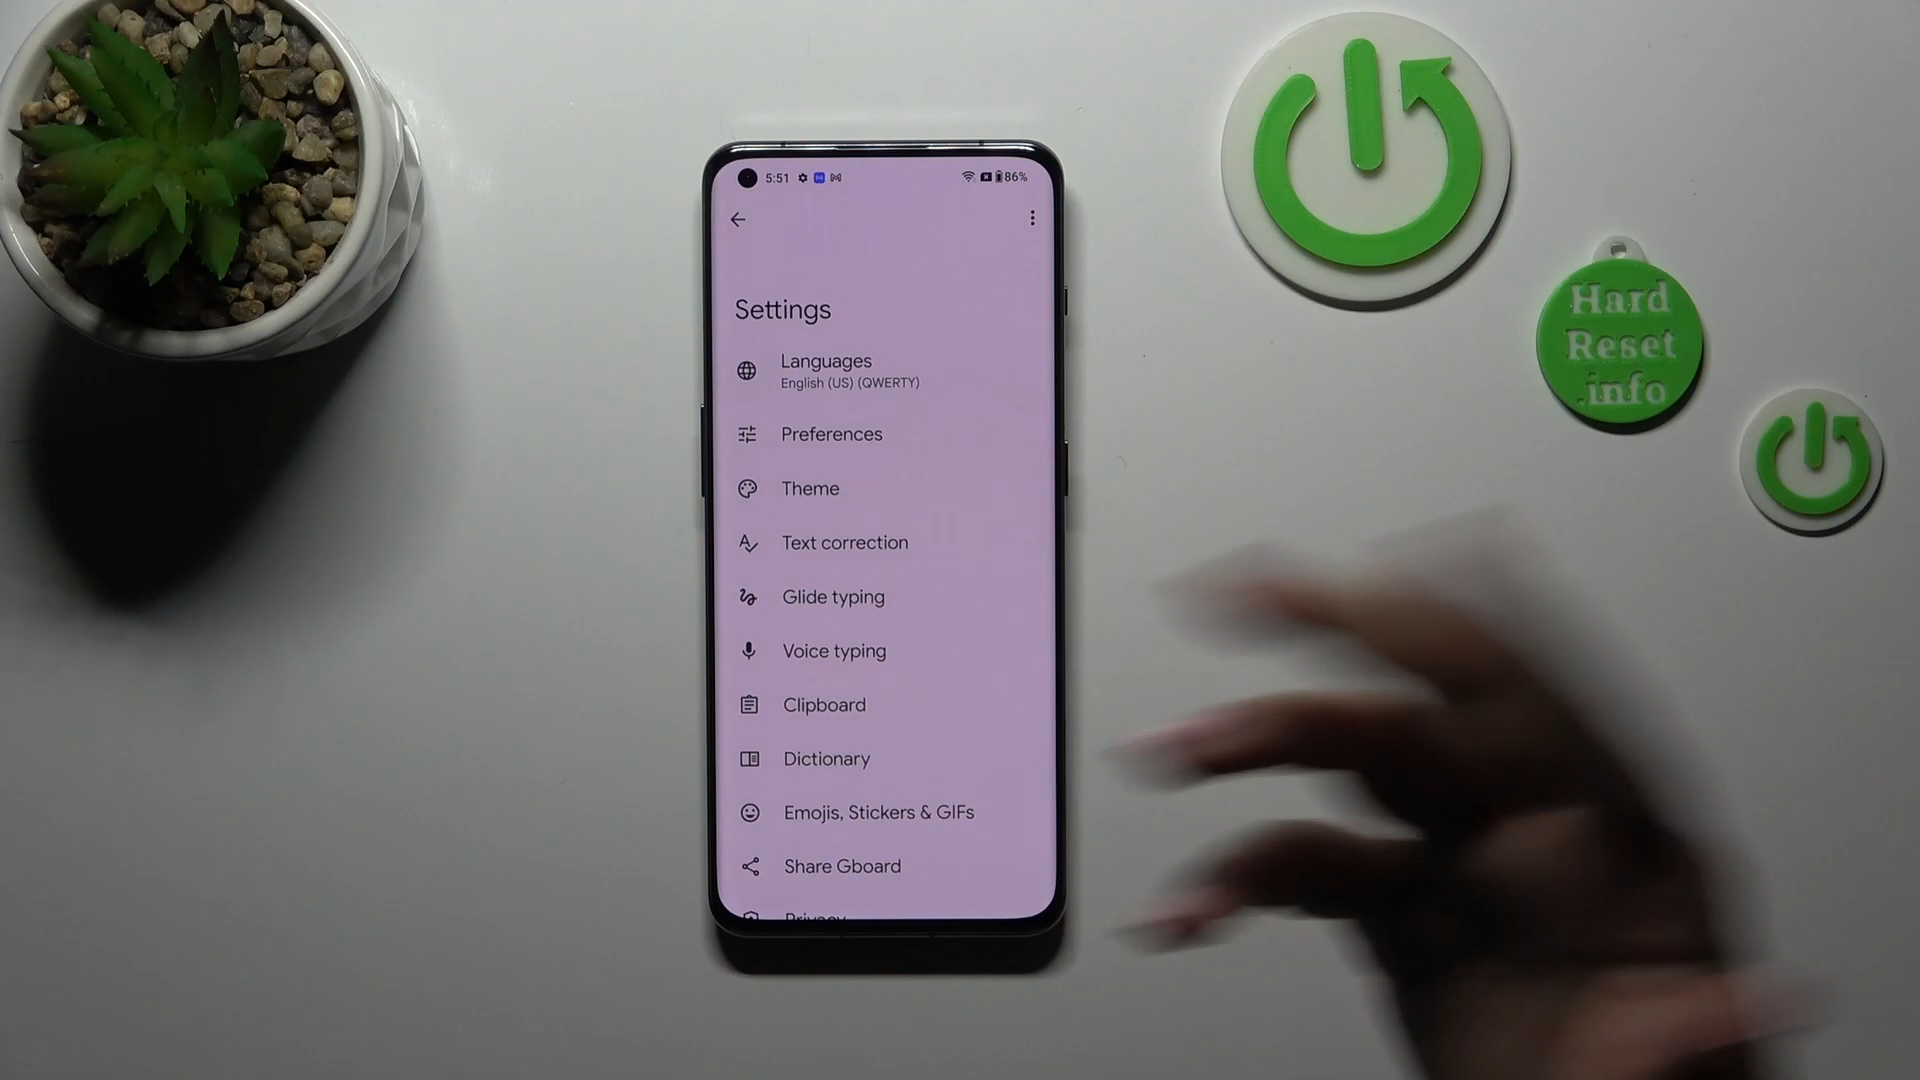 5:51
86%
Settings
Languages
English (US) (QWERTY)
Preferences
Theme
Text correction
Glide typing
Voice typing
Clipboard
Dictionary
Emojis, Stickers & GIFs
Share Gboard
Privacy
Hard
Reset
.info